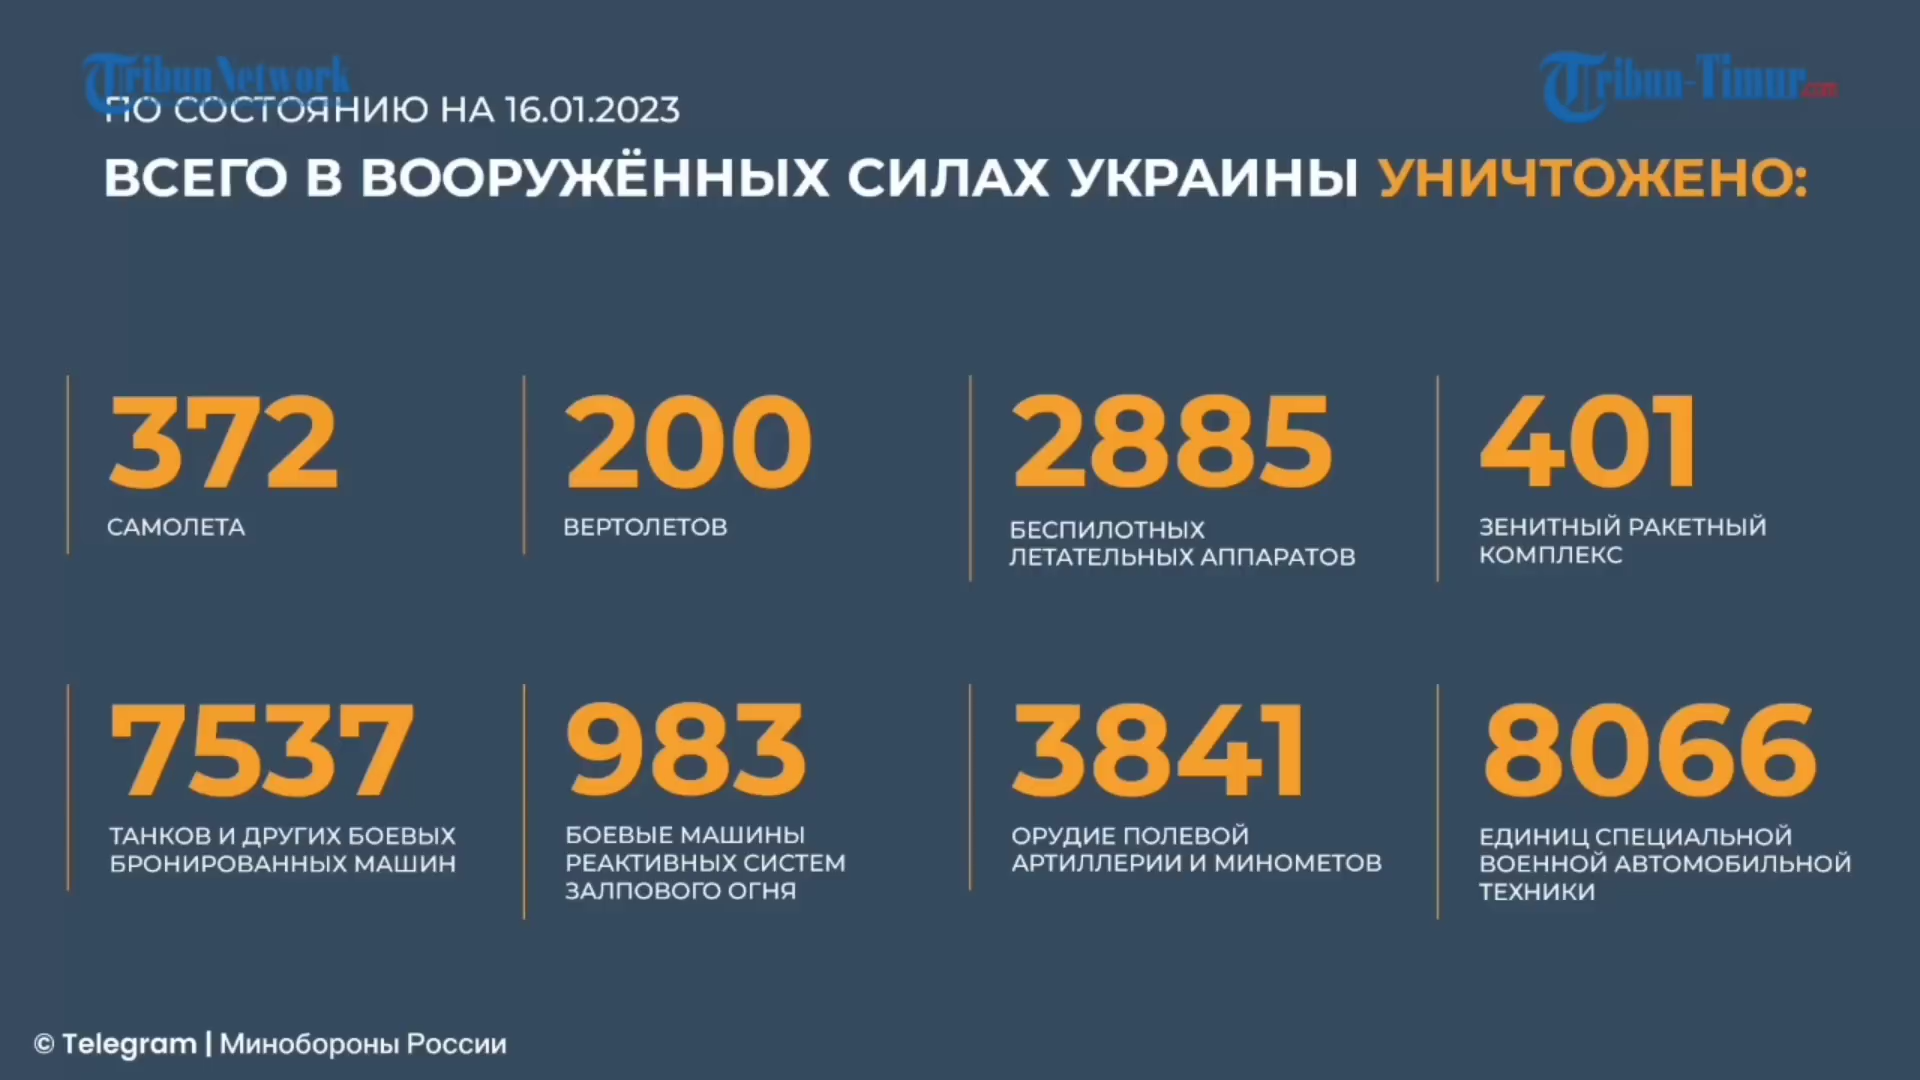 Tribun Network
Tribun-Timur.com
ПО СОСТОЯНИЮ НА 16.01.2023
ВСЕГО В ВООРУЖЁННЫХ СИЛАХ УКРАИНЫ УНИЧТОЖЕНО:
372
САМОЛЕТА
200
ВЕРТОЛЕТОВ
2885
БЕСПИЛОТНЫХ
ЛЕТАТЕЛЬНЫХ АППАРАТОВ
401
ЗЕНИТНЫЙ РАКЕТНЫЙ
КОМПЛЕКС
7537
ТАНКОВ И ДРУГИХ БОЕВЫХ
БРОНИРОВАННЫХ МАШИН
983
БОЕВЫЕ МАШИНЫ
РЕАКТИВНЫХ СИСТЕМ
ЗАЛПОВОГО ОГНЯ
3841
ОРУДИЕ ПОЛЕВОЙ
АРТИЛЛЕРИИ И МИНОМЕТОВ
8066
ЕДИНИЦ СПЕЦИАЛЬНОЙ
ВОЕННОЙ АВТОМОБИЛЬНОЙ
ТЕХНИКИ
© Telegram | Минобороны России